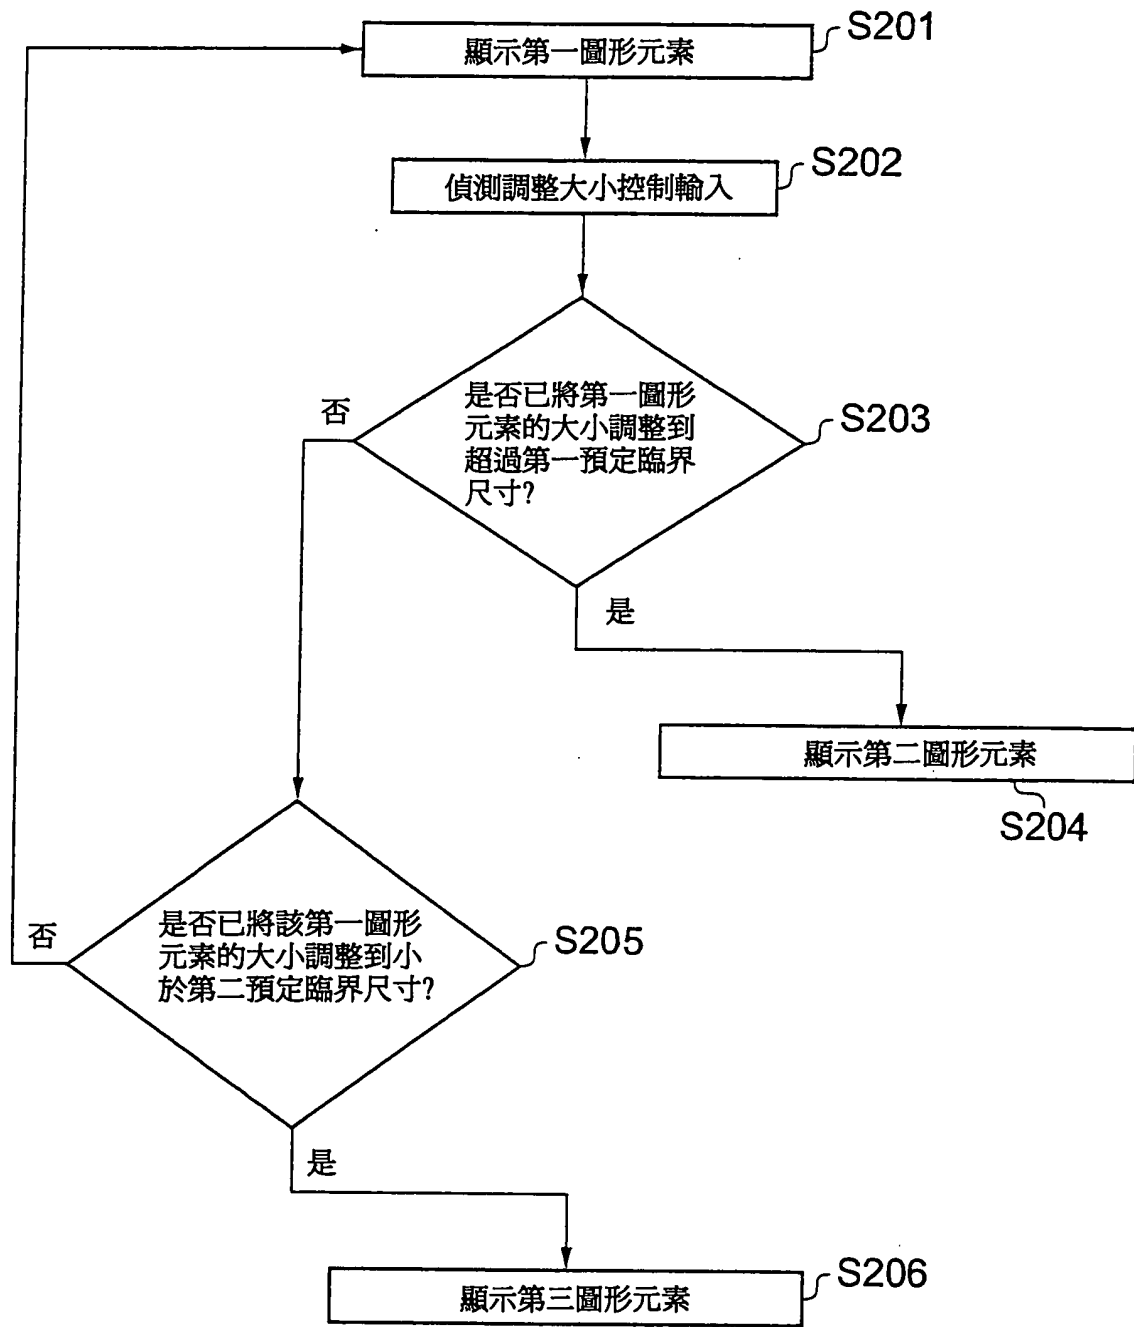 顯示第一圖形元素
S201
偵測調整大小控制輸入
S202
是否已將第一圖形
元素的大小調整到
超過第一預定臨界
尺寸?
S203
否
是
顯示第二圖形元素
S204
是否已將該第一圖形
元素的大小調整到小
於第二預定臨界尺寸?
S205
否
是
顯示第三圖形元素
S206